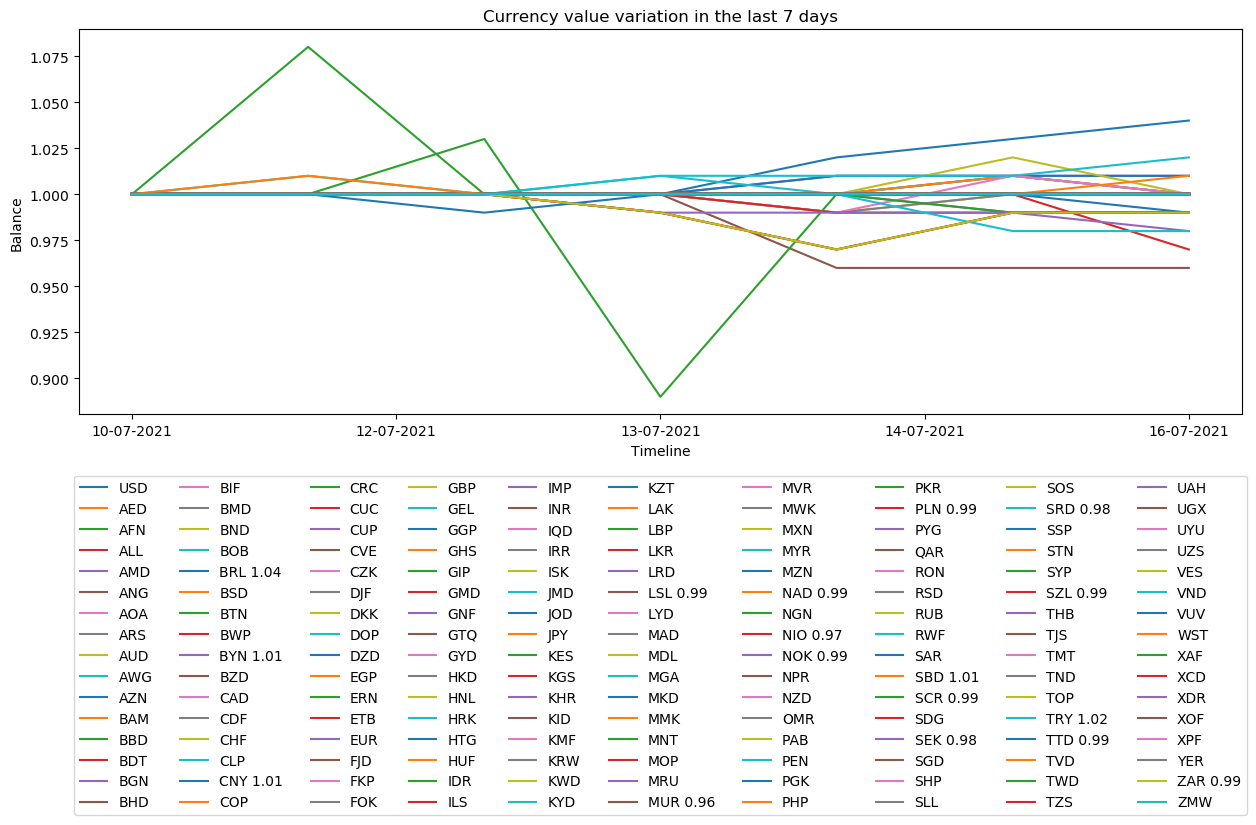 Currency value variation in the last 7 days
1.075
1.050
1.025
1.000
0.975
0.950
0.925
0.900
Balance
10-07-2021 12-07-2021 13-07-2021 14-07-2021 16-07-2021
Timeline
USD BIF CRC GBP IMP KZT MVR PKR SOS UAH
AED BMD CUC GEL INR LAK MWK PLN 0.99 SRD 0.98 UGX
AFN BND CUP GGP IQD LBP MXN PYG SSP UYU
ALL BOB CVE GHS IRR LKR MYR QAR STN UZS
AMD BRL 1.04 CZK GIP ISK LRD MZN RON SYP VES
ANG BSD DJF GMD JMD LSL 0.99 NAD 0.99 RSD SZL 0.99 VND
AOA BTN DKK GNF JOD LYD NGN RUB THB VUV
ARS BWP DOP GTQ JPY MAD NIO 0.97 RWF TJS WST
AUD BYN 1.01 DZD GYD KES MDL NOK 0.99 SAR TMT XAF
AWG BZD EGP HKD KGS MGA NPR SBD 1.01 TND XCD
AZN CAD ERN HNL KHR MKD NZD SCR 0.99 TOP XDR
BAM CDF ETB HRK KID MMK OMR SDG TRY 1.02 XOF
BBD CHF EUR HTG KMF MNT PAB SEK 0.98 TTD 0.99 XPF
BDT CLP FJD HUF KRW MOP PEN SGD TVD YER
BGN CNY 1.01 FKP IDR KWD MRU PGK SHP TWD ZAR 0.99
BHD COP FOK ILS KYD MUR 0.96 PHP SLL TZS ZMW